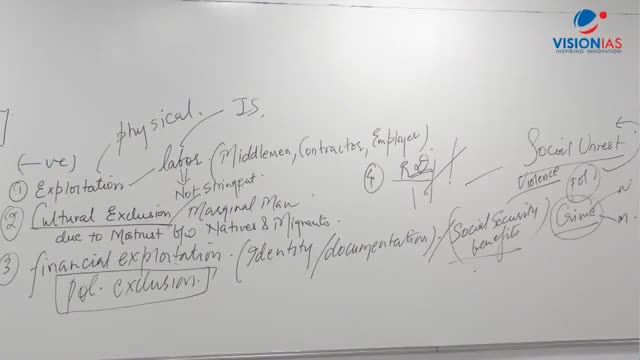 VISIONIAS
INSPIRING INNOVATION
physical. IS.
(-ve)
① Exploitation labor (Middlemen, Contractor, Employer)
Not Stringent.
② Cultural Exclusion / Marginal Man
due to Mistrust b/w Natives & Migrants.
③ financial exploitation. (Identity/documentation). (Social Security benefits)
pol. exclusion.
④
Social Unrest
Violence
Pol.
Crime